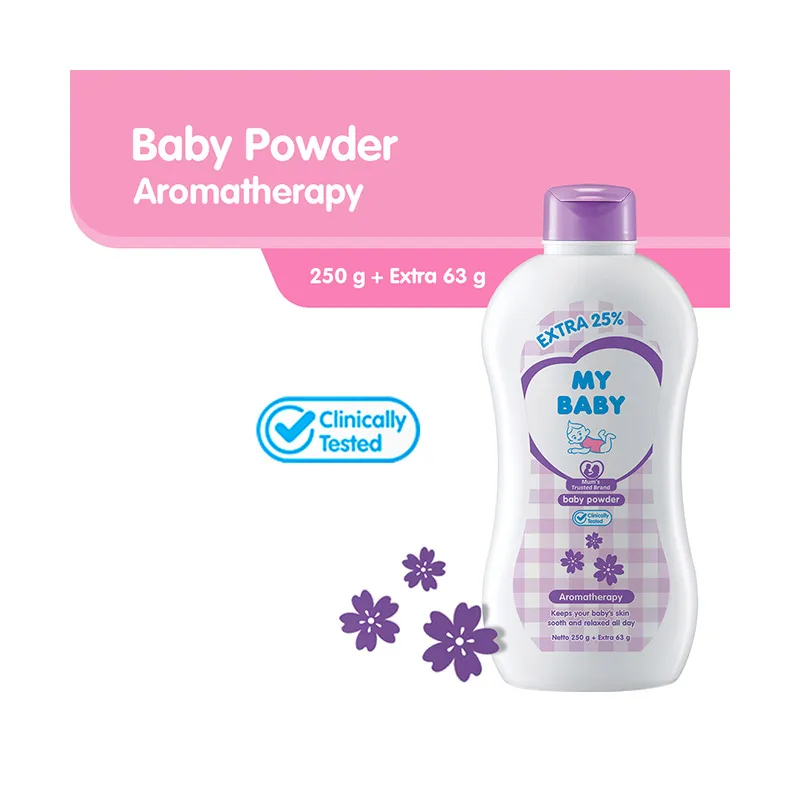 Baby Powder
Aromatherapy
250 g + Extra 63 g
Clinically
Tested
EXTRA 25%
MY
BABY
Mum's
Trusted Brand
baby powder
Clinically
Tested
Aromatherapy
Keeps your baby's skin
sooth and relaxed all day
Netto 250 g + Extra 63 g